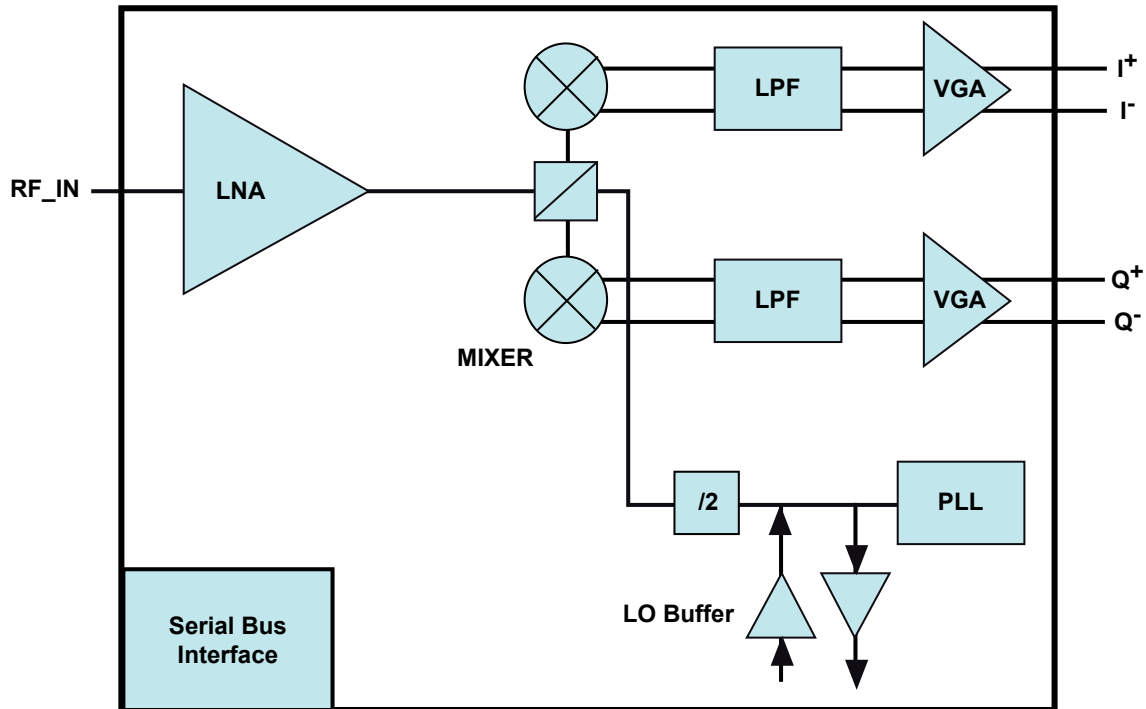 LPF
VGA
I+
I-
RF_IN
LNA
LPF
VGA
Q+
Q-
MIXER
/2
PLL
LO Buffer
Serial Bus
Interface